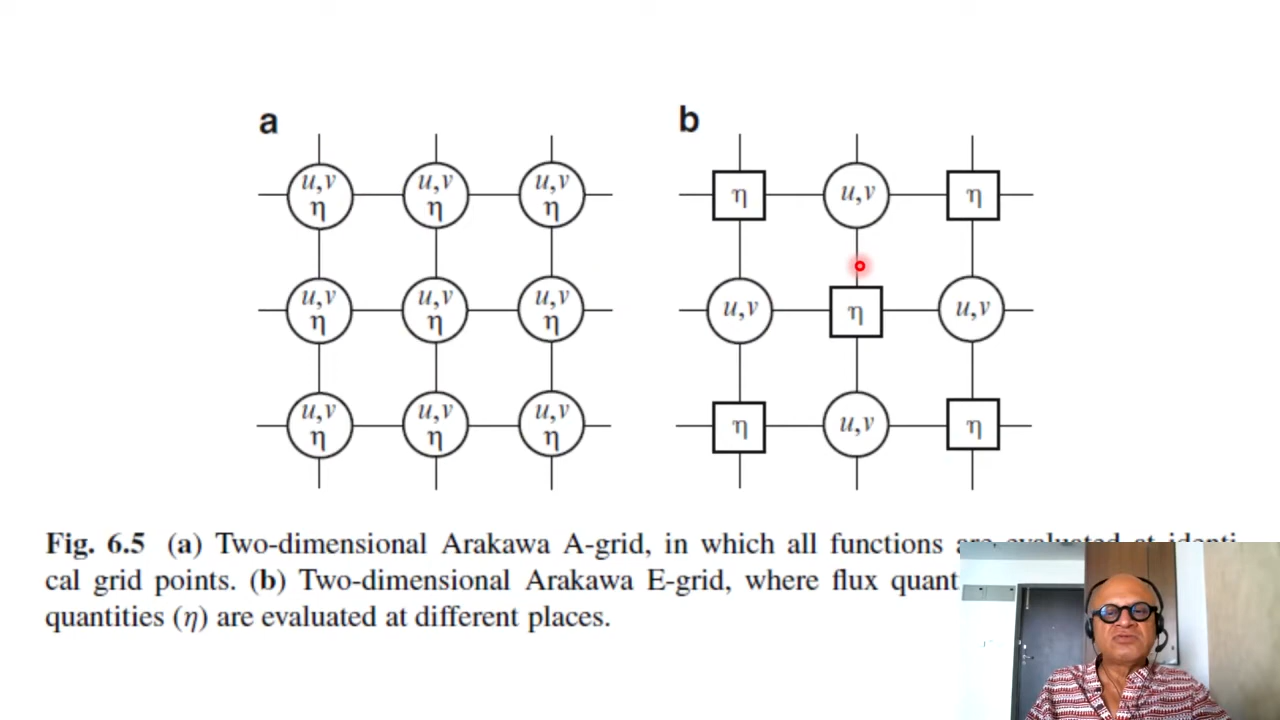 a
u,v u,v u,v
η η η
u,v u,v u,v
η η η
u,v u,v u,v
η η η
b
η u,v η
u,v η u,v
η u,v η
Fig. 6.5 (a) Two-dimensional Arakawa A-grid, in which all functions
cal grid points. (b) Two-dimensional Arakawa E-grid, where flux quant
quantities (η) are evaluated at different places.